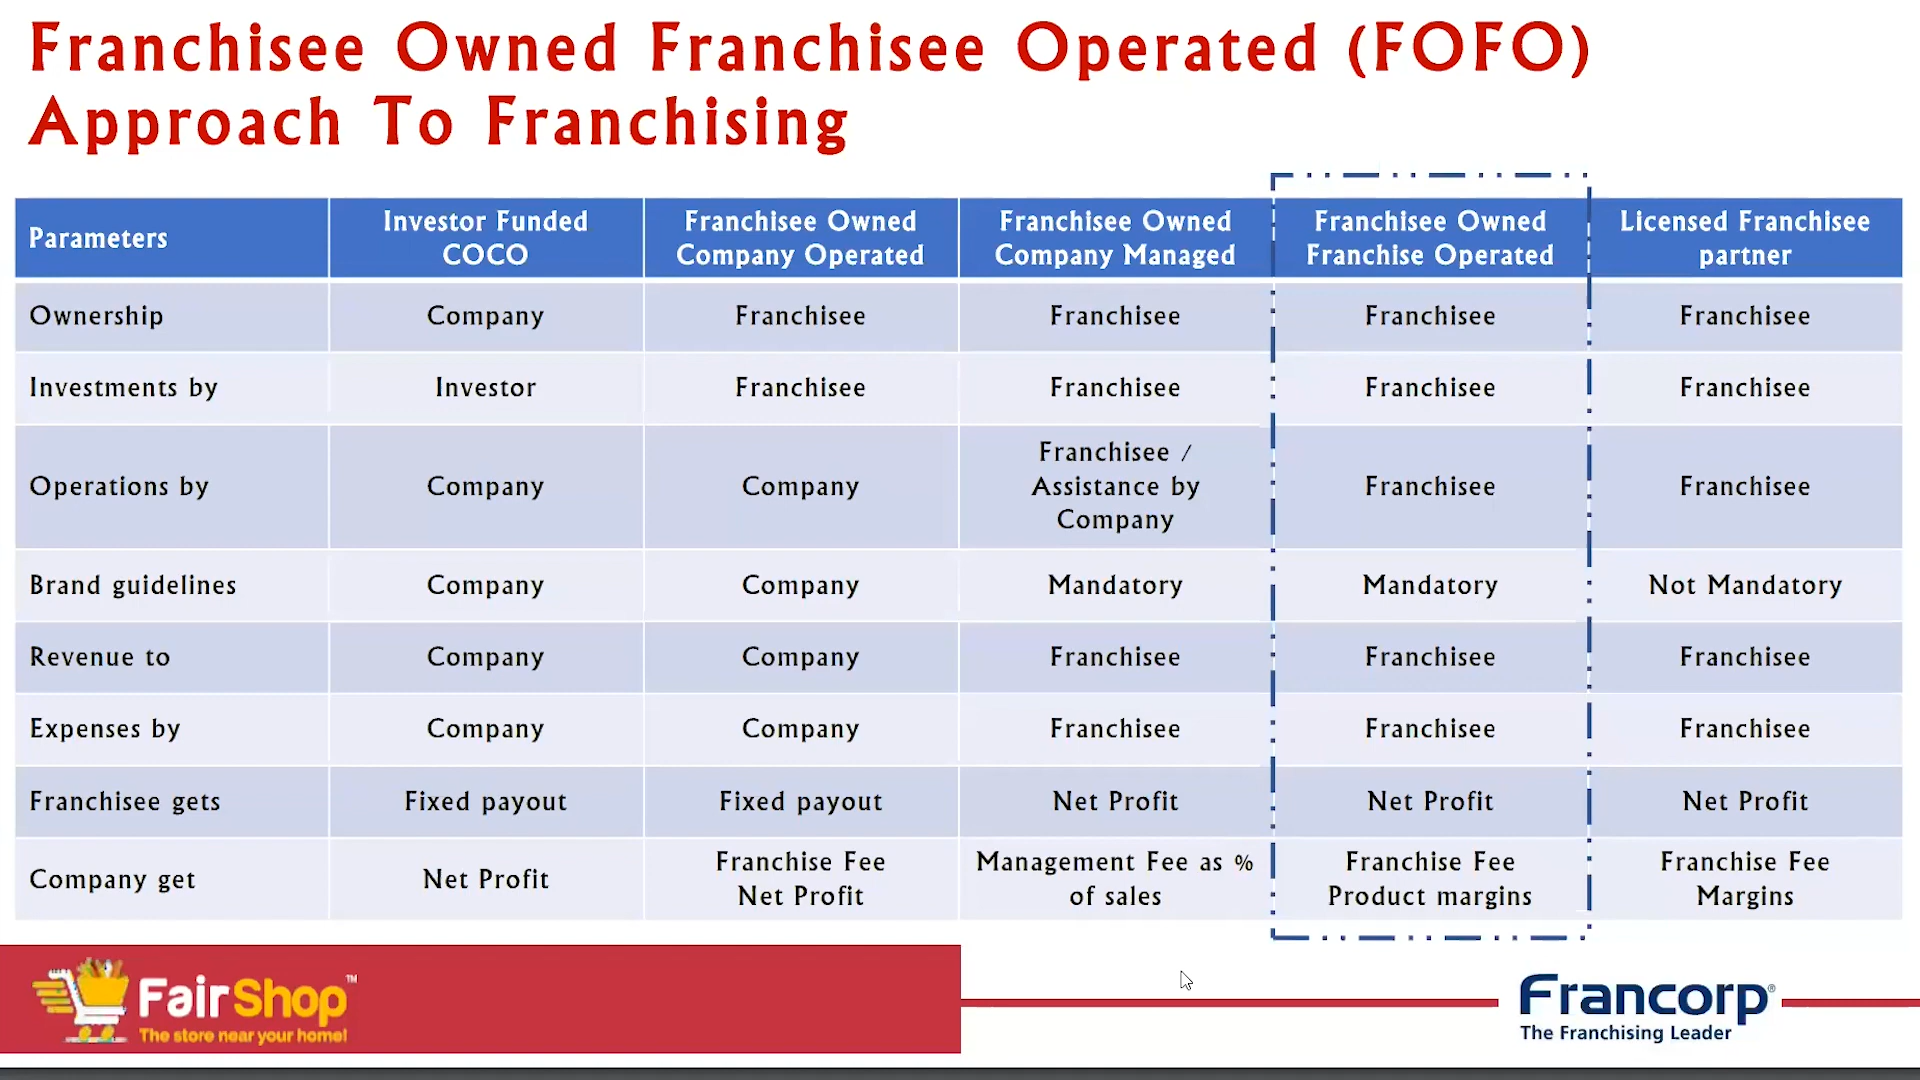 Franchisee Owned Franchisee Operated (FOFO)
Approach To Franchising
Parameters
Investor Funded
COCO
Franchisee Owned
Company Operated
Franchisee Owned
Company Managed
Franchisee Owned
Franchise Operated
Licensed Franchisee
partner
Ownership
Company
Franchisee
Franchisee
Franchisee
Franchisee
Investments by
Investor
Franchisee
Franchisee
Franchisee
Franchisee
Operations by
Company
Company
Franchisee /
Assistance by
Company
Franchisee
Franchisee
Brand guidelines
Company
Company
Mandatory
Mandatory
Not Mandatory
Revenue to
Company
Company
Franchisee
Franchisee
Franchisee
Expenses by
Company
Company
Franchisee
Franchisee
Franchisee
Franchisee gets
Fixed payout
Fixed payout
Net Profit
Net Profit
Net Profit
Company get
Net Profit
Franchise Fee
Net Profit
Management Fee as %
of sales
Franchise Fee
Product margins
Franchise Fee
Margins
FairShop™
The store near your home!
Francorp®
The Franchising Leader